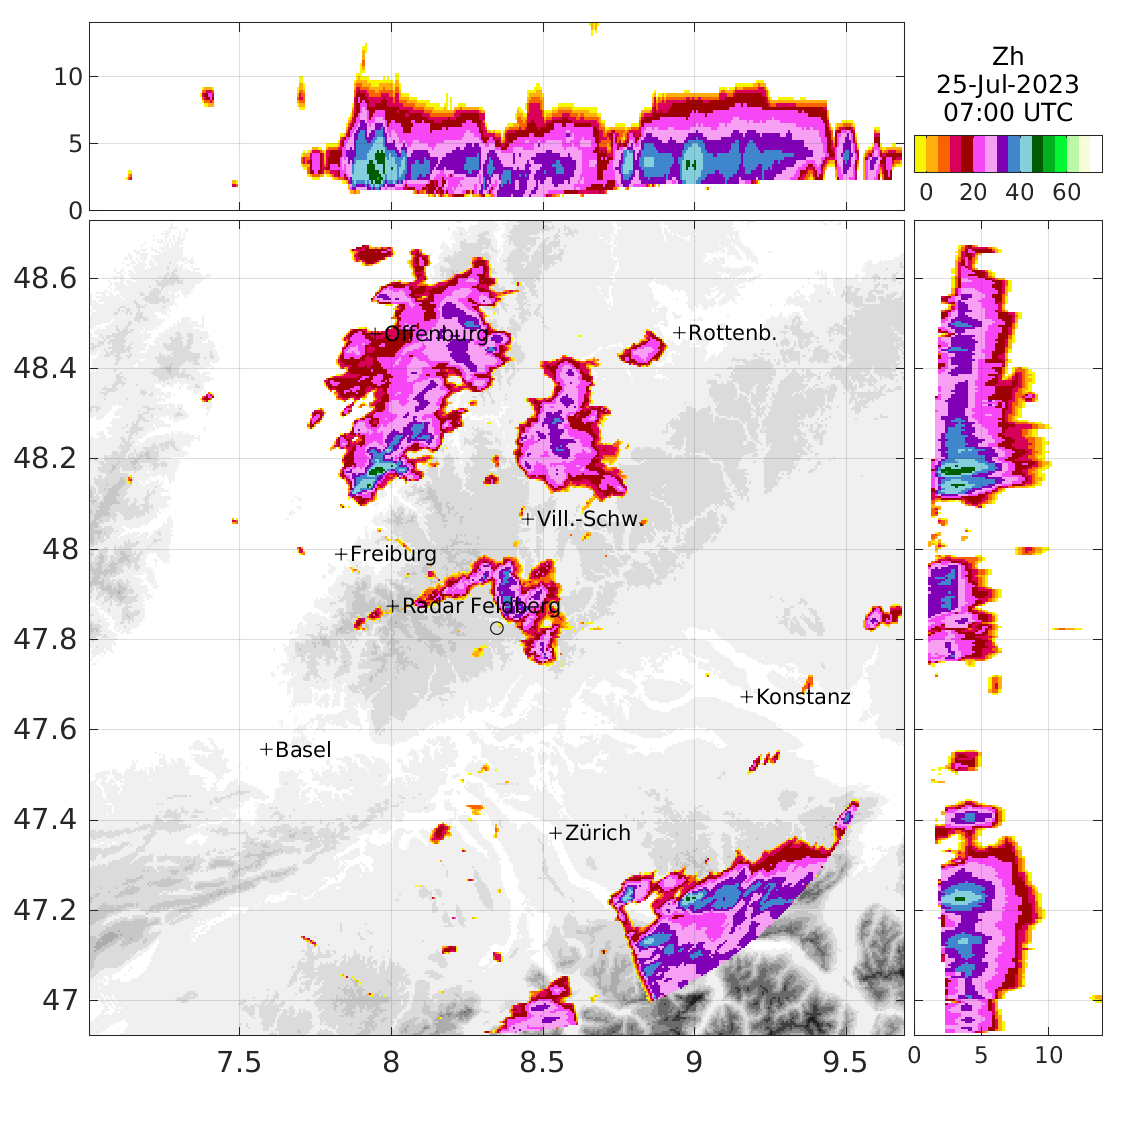 10
5
0
Zh
25-Jul-2023
07:00 UTC
0 20 40 60
48.6
48.4
48.2
48
47.8
47.6
47.4
47.2
47
Offenburg
Rottenb.
Vill.-Schw.
Freiburg
Radar Feldberg
Konstanz
Basel
Zürich
7.5 8 8.5 9 9.5
0 5 10